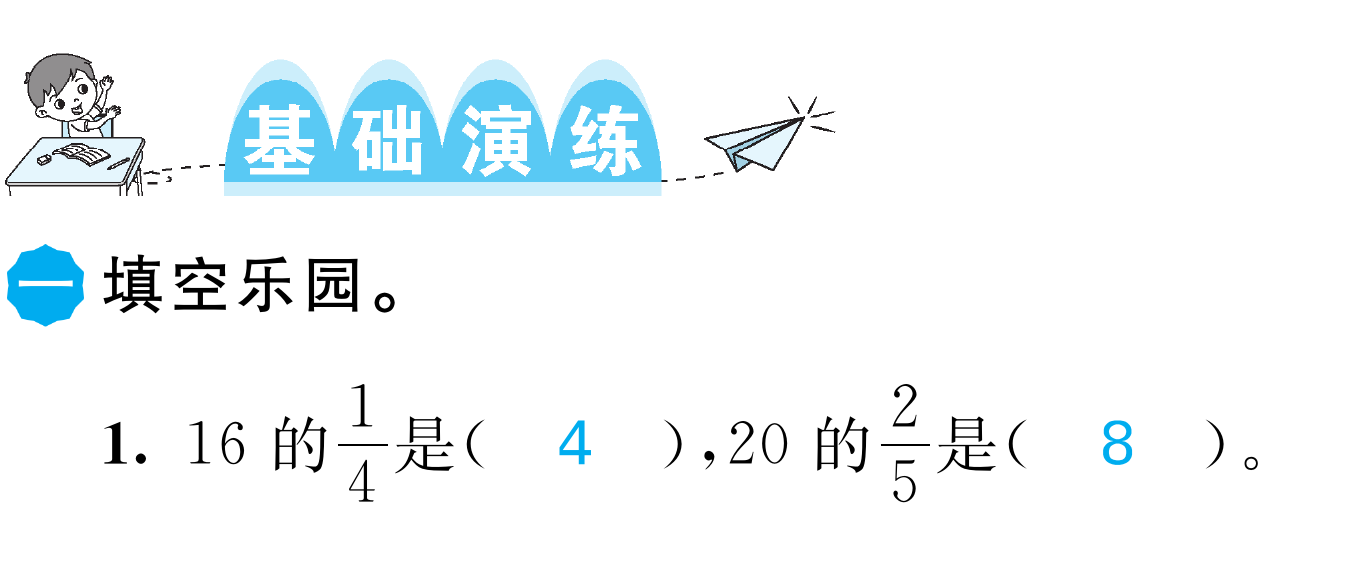 基础演练
一 填空乐园。
1. 16 的 1/4 是( 4 ),20 的 2/5 是( 8 )。